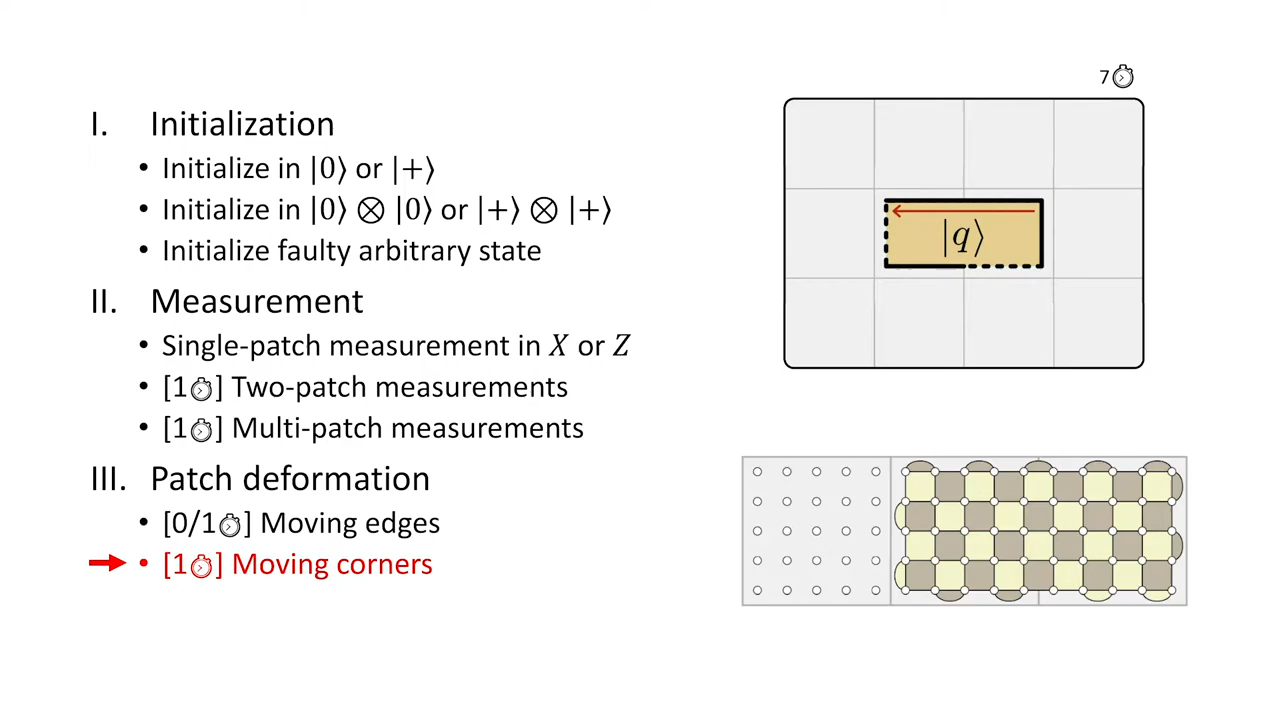 7⏱
I. Initialization
• Initialize in |0⟩ or |+⟩
• Initialize in |0⟩ ⊗ |0⟩ or |+⟩ ⊗ |+⟩
• Initialize faulty arbitrary state
II. Measurement
• Single-patch measurement in X or Z
• [1⏱] Two-patch measurements
• [1⏱] Multi-patch measurements
III. Patch deformation
• [0/1⏱] Moving edges
• [1⏱] Moving corners
|q⟩